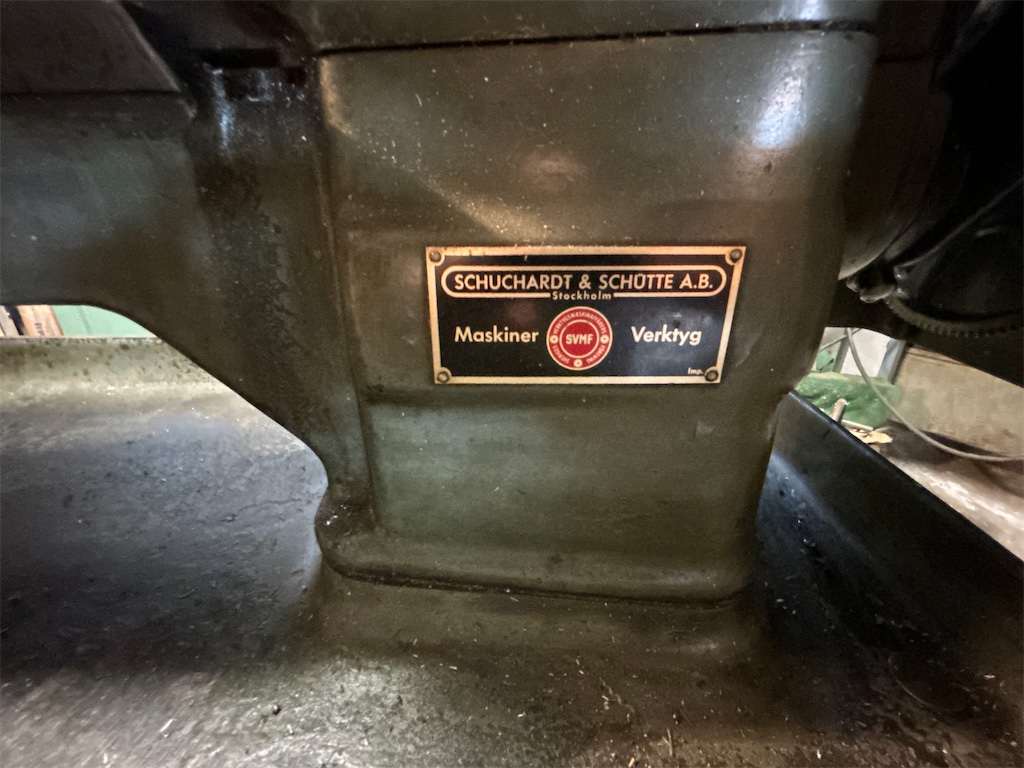 SCHUCHARDT & SCHÜTTE A.B.
Stockholm
Maskiner SVMF Verktyg
Imp.